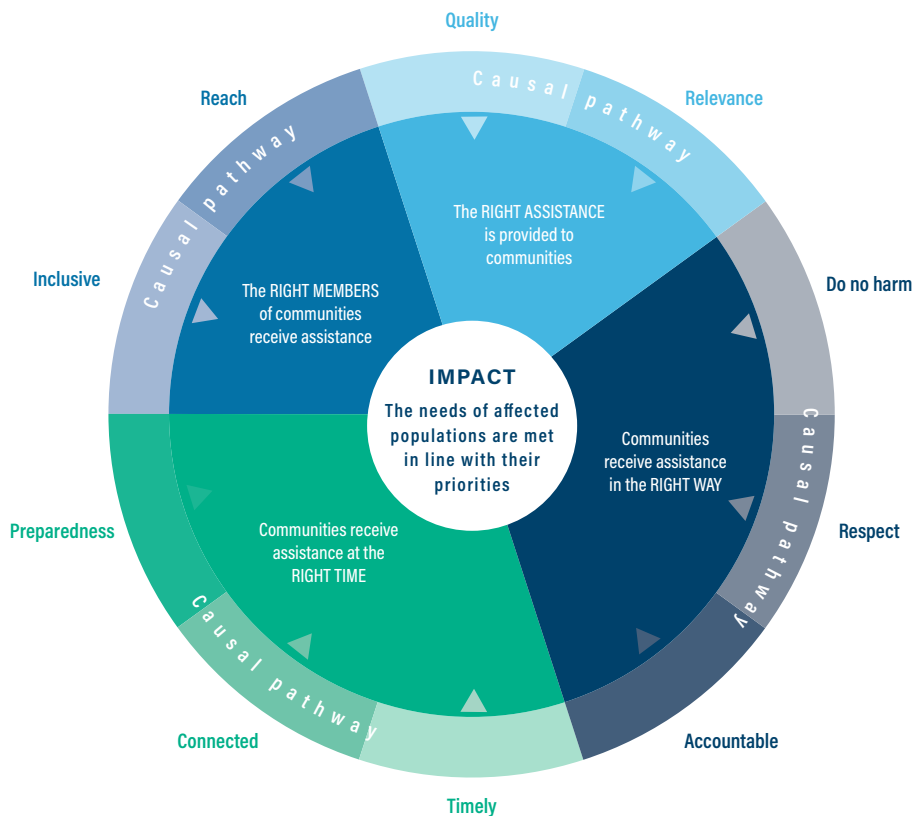 Quality
Causal pathway
Relevance
The RIGHT ASSISTANCE
is provided to
communities
Do no harm
Respect
Accountable
Causal pathway
Communities
receive assistance
in the RIGHT WAY
Timely
Connected
Preparedness
Causal pathway
Communities receive
assistance at the
RIGHT TIME
Inclusive
Reach
Causal pathway
The RIGHT MEMBERS
of communities
receive assistance
IMPACT
The needs of affected
populations are met
in line with their
priorities